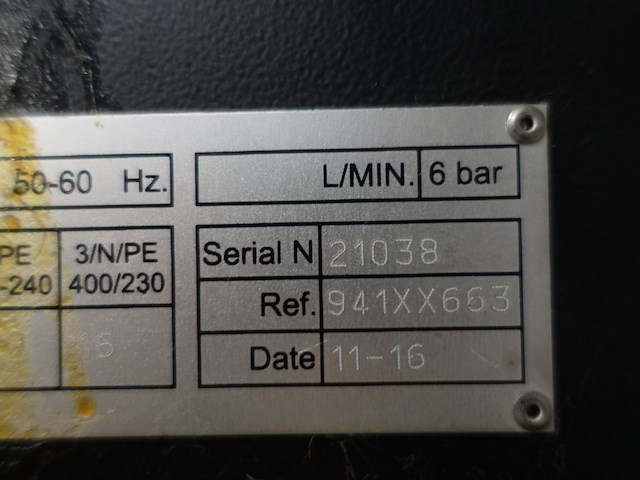 50-60 Hz.
L/MIN. 6 bar
PE 3/N/PE
-240 400/230
Serial N 21038
Ref. 941XX663
Date 11-16